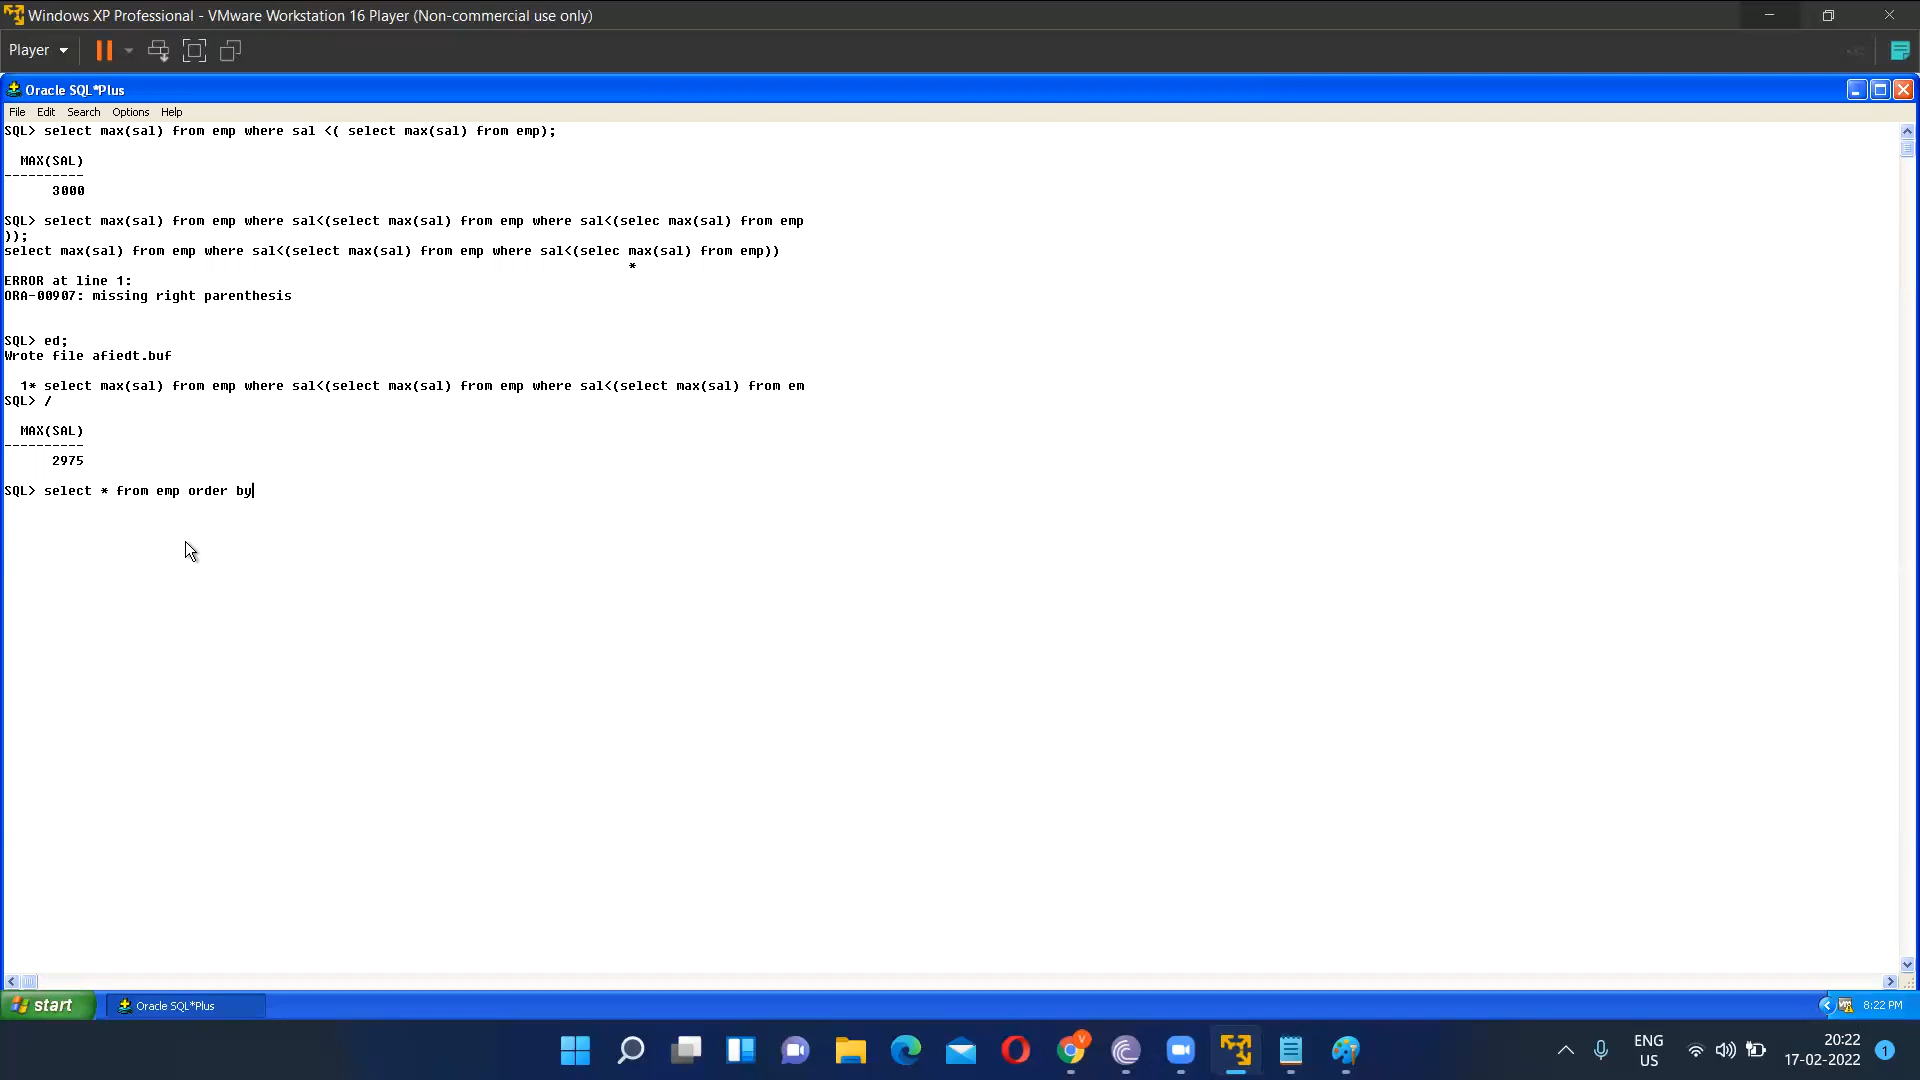 Windows XP Professional - VMware Workstation 16 Player (Non-commercial use only)
Player
Oracle SQL*Plus
File Edit Search Options Help
SQL> select max(sal) from emp where sal <( select max(sal) from emp);
MAX(SAL)
----------
3000
SQL> select max(sal) from emp where sal<(select max(sal) from emp where sal<(selec max(sal) from emp
));
select max(sal) from emp where sal<(select max(sal) from emp where sal<(selec max(sal) from emp))
*
ERROR at line 1:
ORA-00907: missing right parenthesis
SQL> ed;
Wrote file afiedt.buf
1* select max(sal) from emp where sal<(select max(sal) from emp where sal<(select max(sal) from em
SQL> /
MAX(SAL)
----------
2975
SQL> select * from emp order by
start
Oracle SQL*Plus
8:22 PM
V
ENG
US
20:22
17-02-2022
1